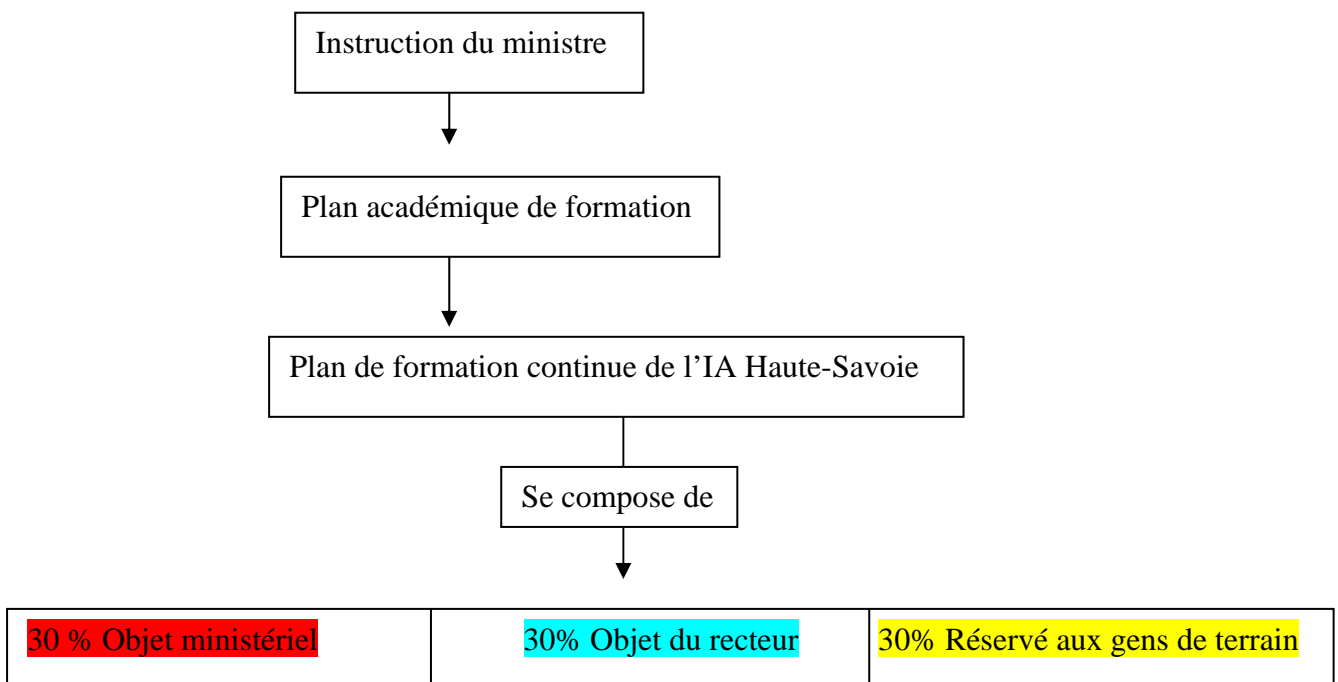 Instruction du ministre
Plan académique de formation
Plan de formation continue de l’IA Haute-Savoie
Se compose de
30 % Objet ministériel
30% Objet du recteur
30% Réservé aux gens de terrain